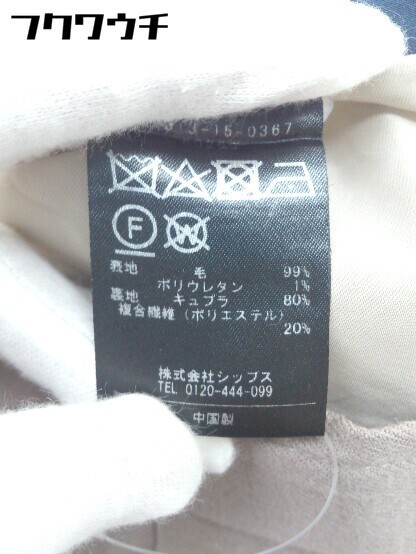 フクワウチ
13-15-0367
F
W
表地 毛 99%
ポリウレタン 1%
裏地 キュプラ 80%
複合繊維(ポリエステル)
20%
株式会社シップス
TEL 0120-444-099
中国製